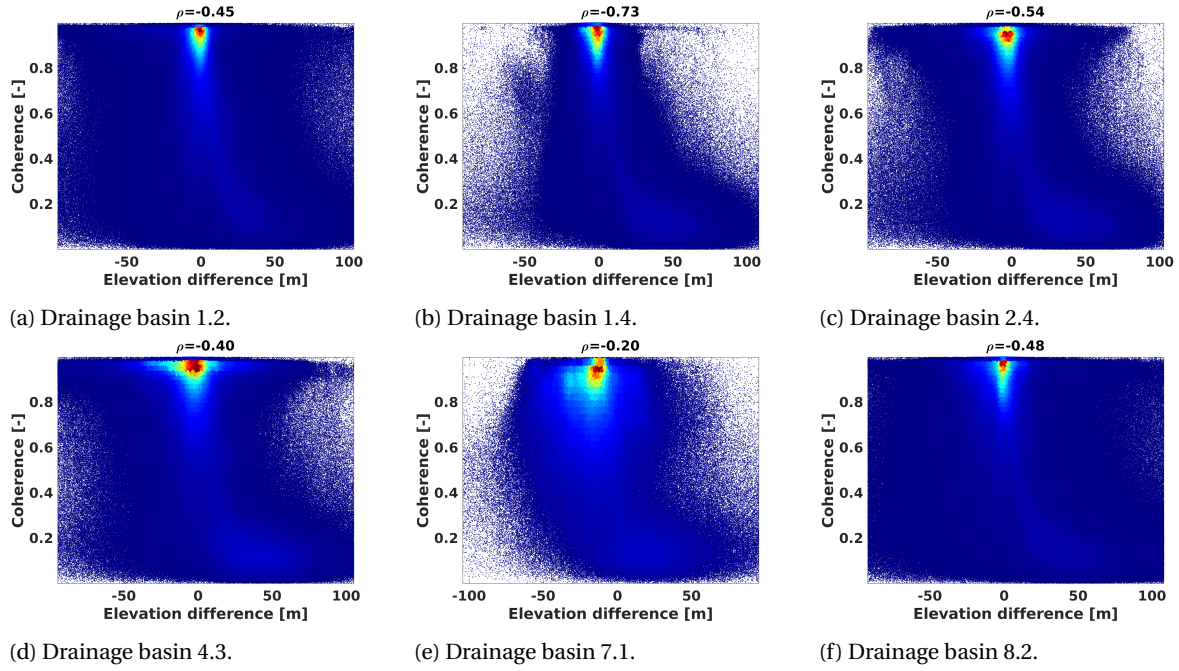 ρ=-0.45
Coherence [-]
0.8
0.6
0.4
0.2
-50 0 50 100
Elevation difference [m]
(a) Drainage basin 1.2.
ρ=-0.73
Coherence [-]
0.8
0.6
0.4
0.2
-50 0 50 100
Elevation difference [m]
(b) Drainage basin 1.4.
ρ=-0.54
Coherence [-]
0.8
0.6
0.4
0.2
-50 0 50 100
Elevation difference [m]
(c) Drainage basin 2.4.
ρ=-0.40
Coherence [-]
0.8
0.6
0.4
0.2
-50 0 50 100
Elevation difference [m]
(d) Drainage basin 4.3.
ρ=-0.20
Coherence [-]
0.8
0.6
0.4
0.2
-100 -50 0 50
Elevation difference [m]
(e) Drainage basin 7.1.
ρ=-0.48
Coherence [-]
0.8
0.6
0.4
0.2
-50 0 50 100
Elevation difference [m]
(f) Drainage basin 8.2.